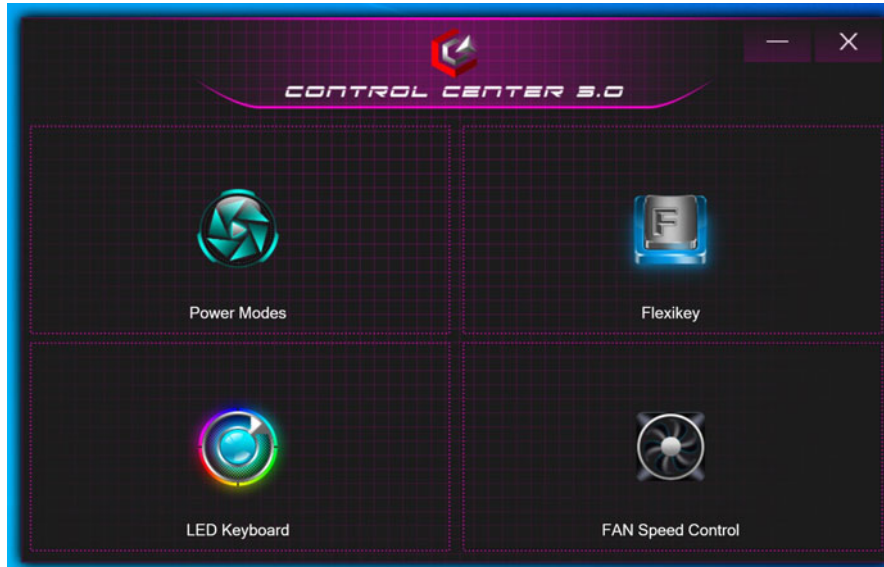 CONTROL CENTER 3.0
Power Modes
F
Flexikey
LED Keyboard
FAN Speed Control